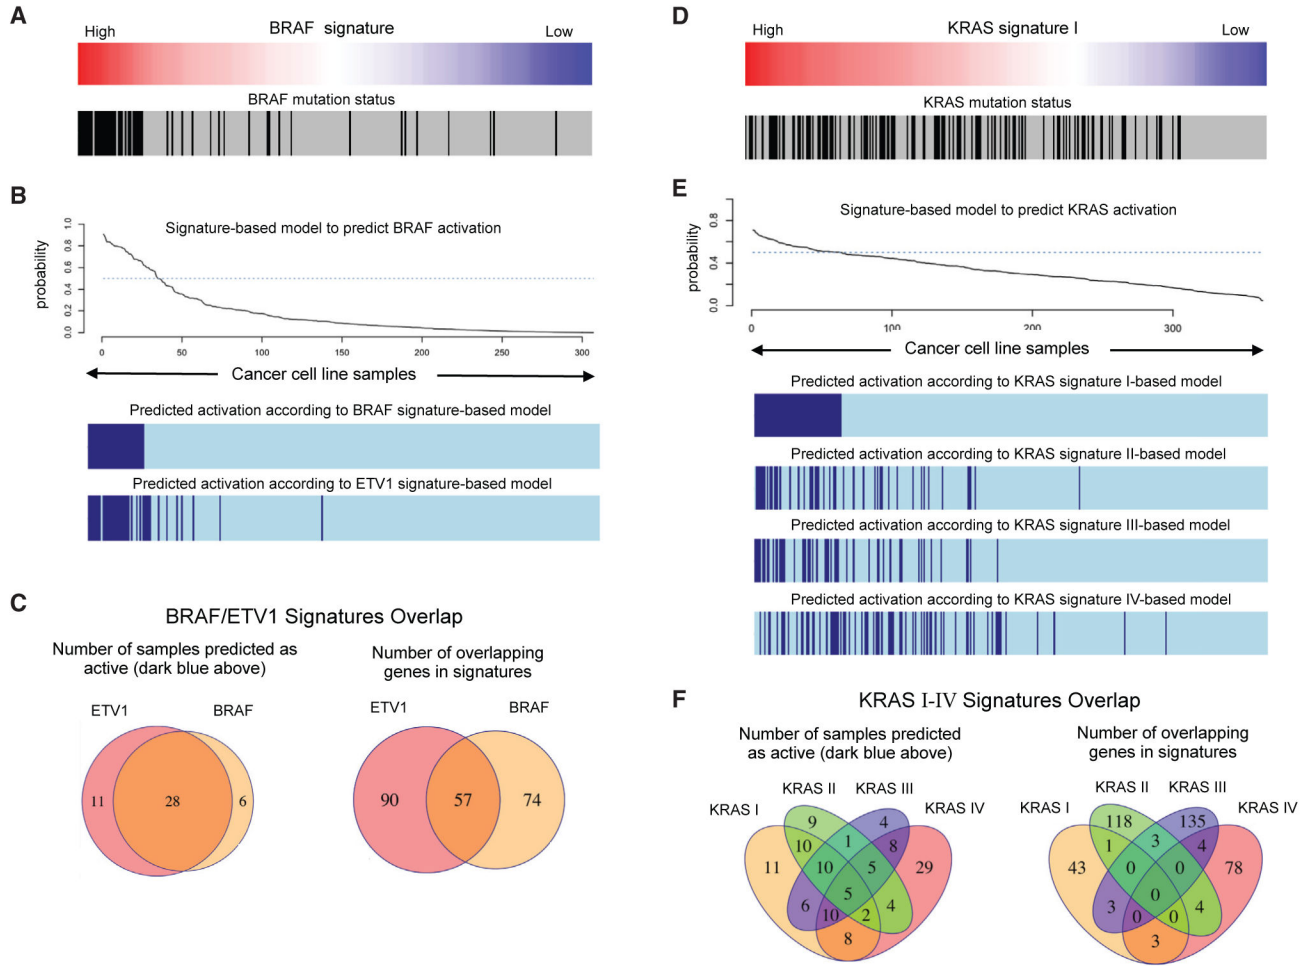 A
BRAF signature
High
Low
BRAF mutation status
B
Signature-based model to predict BRAF activation
probability
1.0
0.8
0.6
0.4
0.2
0.0
0 50 100 150 200 250 300
Cancer cell line samples
Predicted activation according to BRAF signature-based model
Predicted activation according to ETV1 signature-based model
C
BRAF/ETV1 Signatures Overlap
Number of samples predicted as
active (dark blue above)
ETV1 BRAF
11 28 6
Number of overlapping
genes in signatures
ETV1 BRAF
90 57 74
D
KRAS signature I
High
Low
KRAS mutation status
E
Signature-based model to predict KRAS activation
probability
0.8
0.4
0.0
0 100 200 300
Cancer cell line samples
Predicted activation according to KRAS signature I-based model
Predicted activation according to KRAS signature II-based model
Predicted activation according to KRAS signature III-based model
Predicted activation according to KRAS signature IV-based model
F
KRAS I-IV Signatures Overlap
Number of samples predicted
as active (dark blue above)
KRAS II KRAS III
KRAS I KRAS IV
9 4
10 1 8
11 10 5 29
5
6 10 2 4
8
Number of overlapping
genes in signatures
KRAS II KRAS III
KRAS I KRAS IV
118 135
1 3 4
43 0 0 78
0
3 0 0 4
3